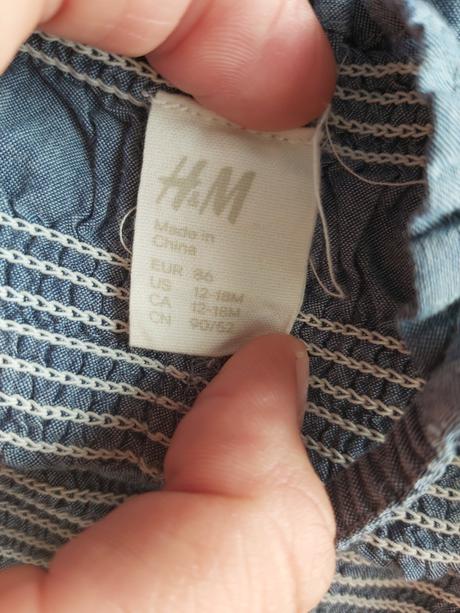 H&M
Made in
China
EUR 86
US 12-18M
CA 12-18M
CN 90/52